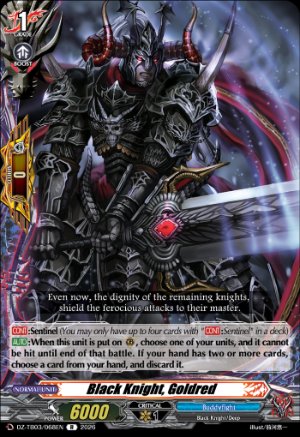 1
GRADE
BOOST
0
Even now, the dignity of the remaining knights,
shield the ferocious attacks to their master.
CONT:Sentinel (You may only have up to four cards with "CONT:Sentinel" in a deck)
AUTO:When this unit is put on GC, choose one of your units, and it cannot
be hit until end of battle. If your hand has two or more cards,
choose a card from your hand, and discard it.
NORMAL UNIT
Black Knight, Goldred
DZ-TB03/068EN R 2026
POWER 6000
CRITICAL
1
Buddyfight
Black Knight/Deep